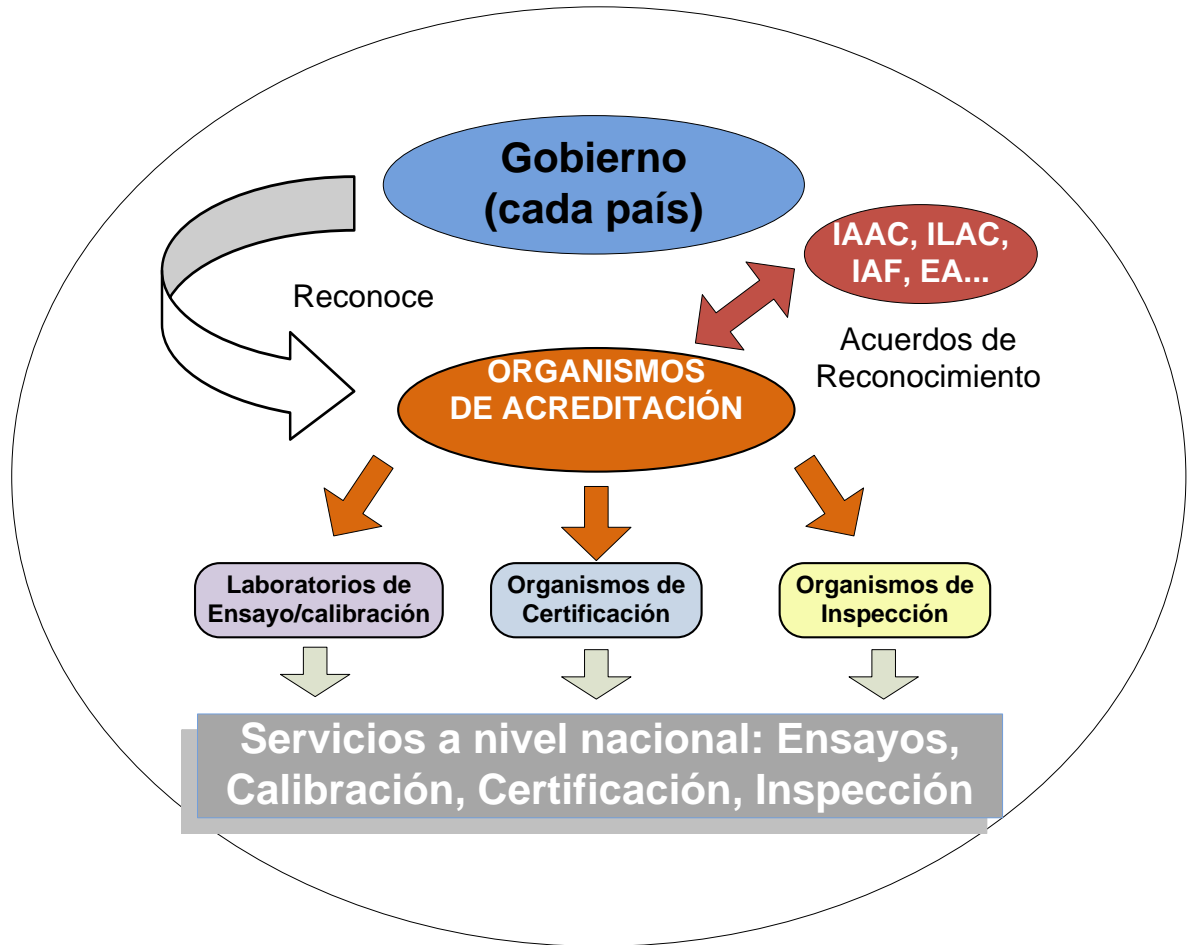 Gobierno
(cada país)
IAAC, ILAC,
IAF, EA...
Reconoce
Acuerdos de
Reconocimiento
ORGANISMOS
DE ACREDITACIÓN
Laboratorios de
Ensayo/calibración
Organismos de
Certificación
Organismos de
Inspección
Servicios a nivel nacional: Ensayos,
Calibración, Certificación, Inspección